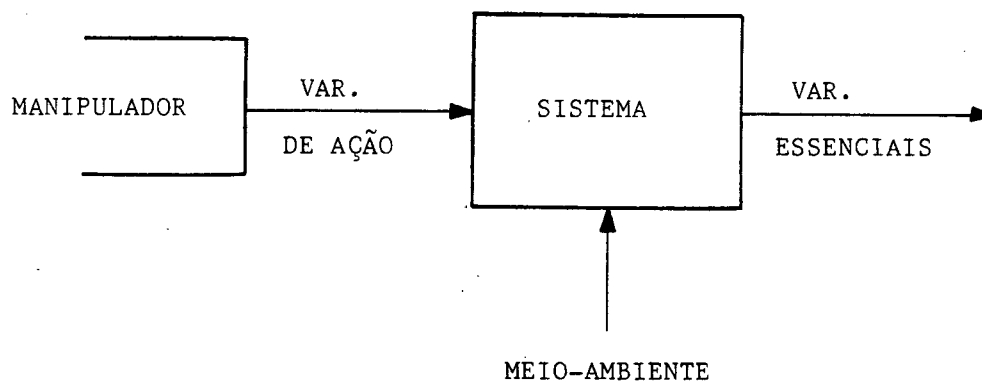 MANIPULADOR
VAR.
DE AÇÃO
SISTEMA
VAR.
ESSENCIAIS
MEIO-AMBIENTE